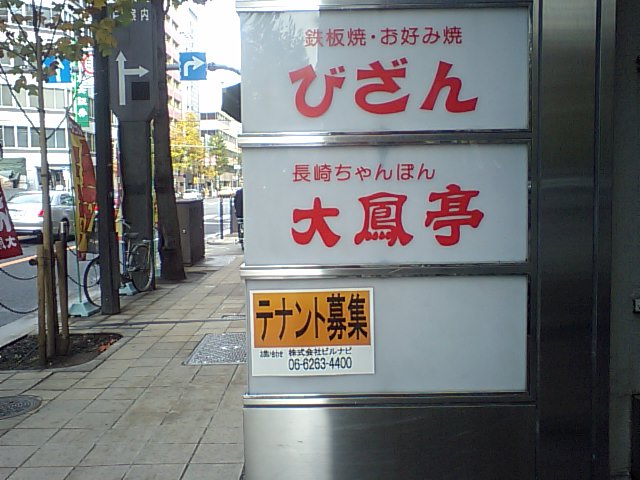 鉄板焼・お好み焼
びざん
長崎ちゃんぽん
大鳳亭
テナント募集
お問い合わせ 株式会社ビルナビ
06-6263-4400
内